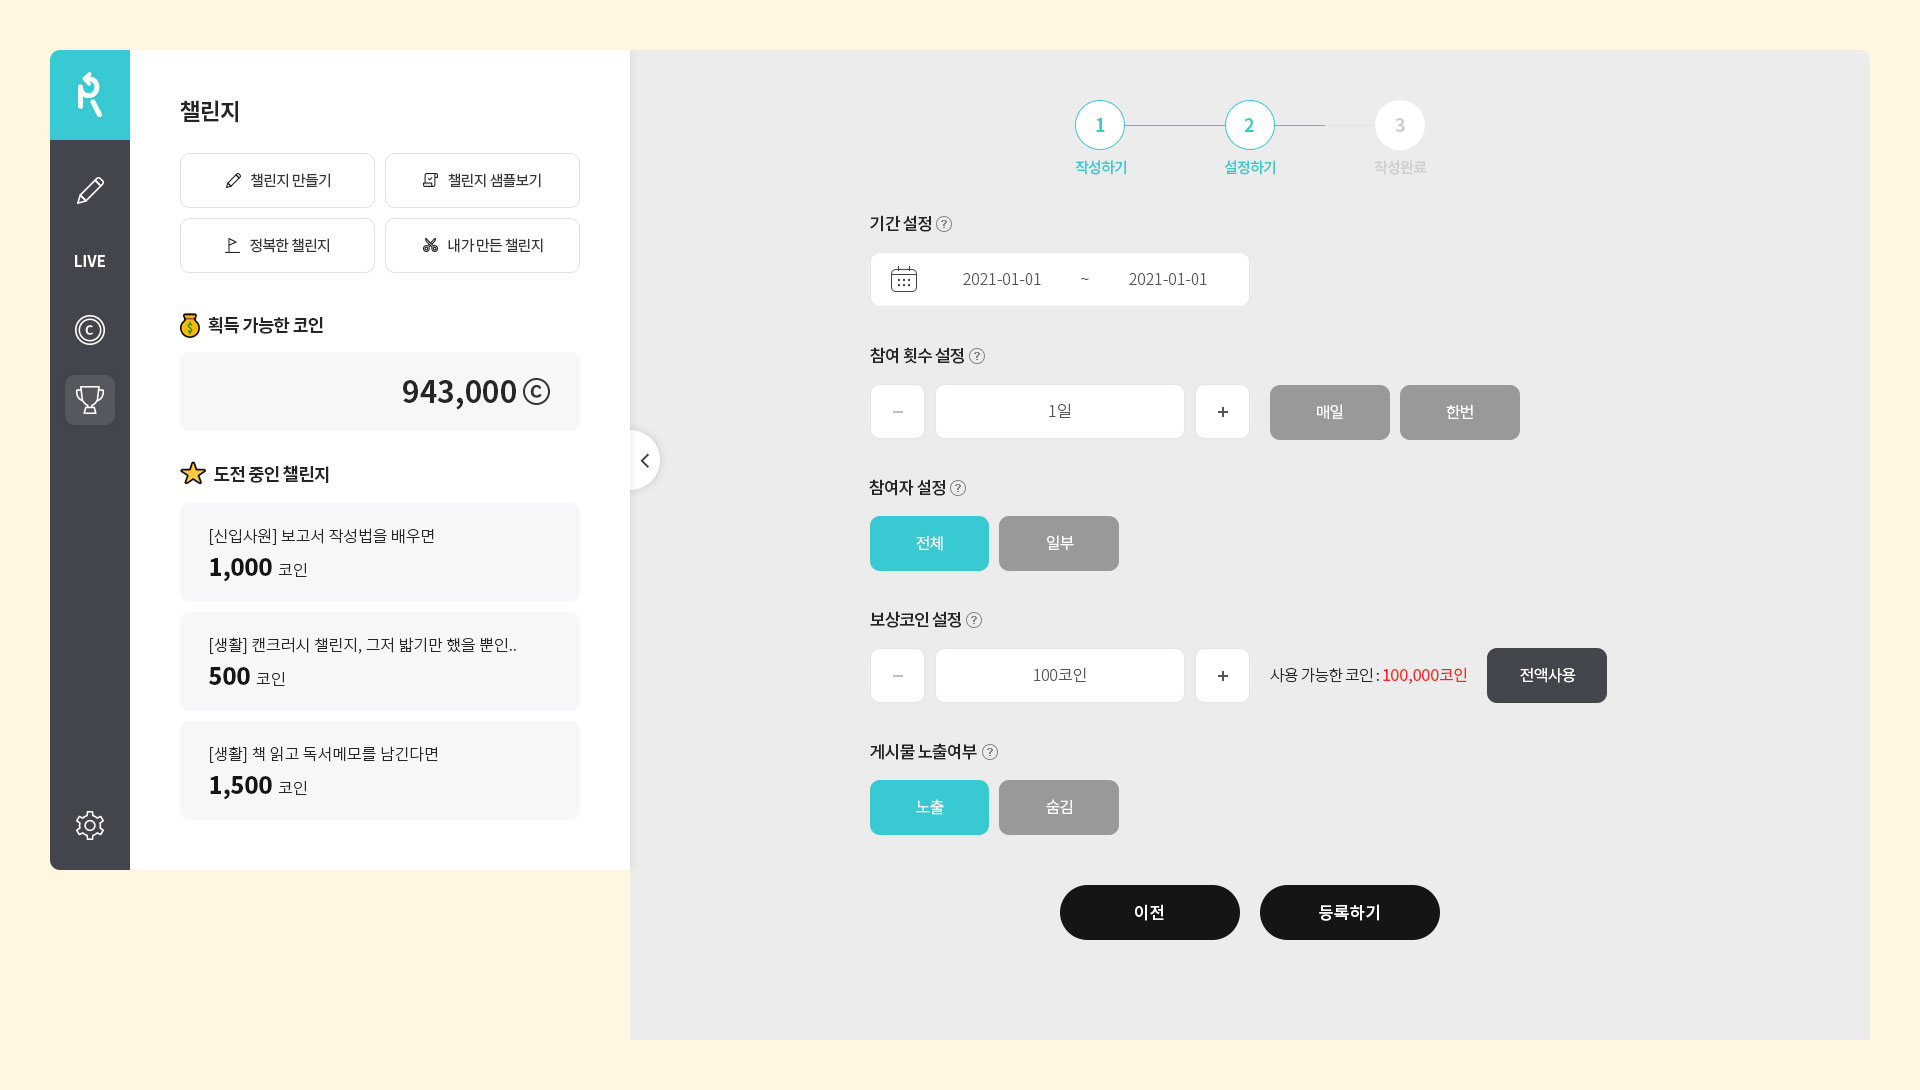 챌린지
챌린지 만들기
챌린지 샘플보기
정복한 챌린지
내가 만든 챌린지
LIVE
C
획득 가능한 코인
943,000 C
도전 중인 챌린지
[신입사원] 보고서 작성법을 배우면
1,000 코인
[생활] 캔크러시 챌린지, 그저 밟기만 했을 뿐인..
500 코인
[생활] 책 읽고 독서메모를 남긴다면
1,500 코인
1
2
3
작성하기
설정하기
작성완료
기간 설정 ?
2021-01-01 ~ 2021-01-01
참여 횟수 설정 ?
− 1일 + 매일 한번
참여자 설정 ?
전체 일부
보상코인 설정 ?
− 100코인 + 사용 가능한 코인 : 100,000코인 전액사용
게시물 노출여부 ?
노출 숨김
이전 등록하기